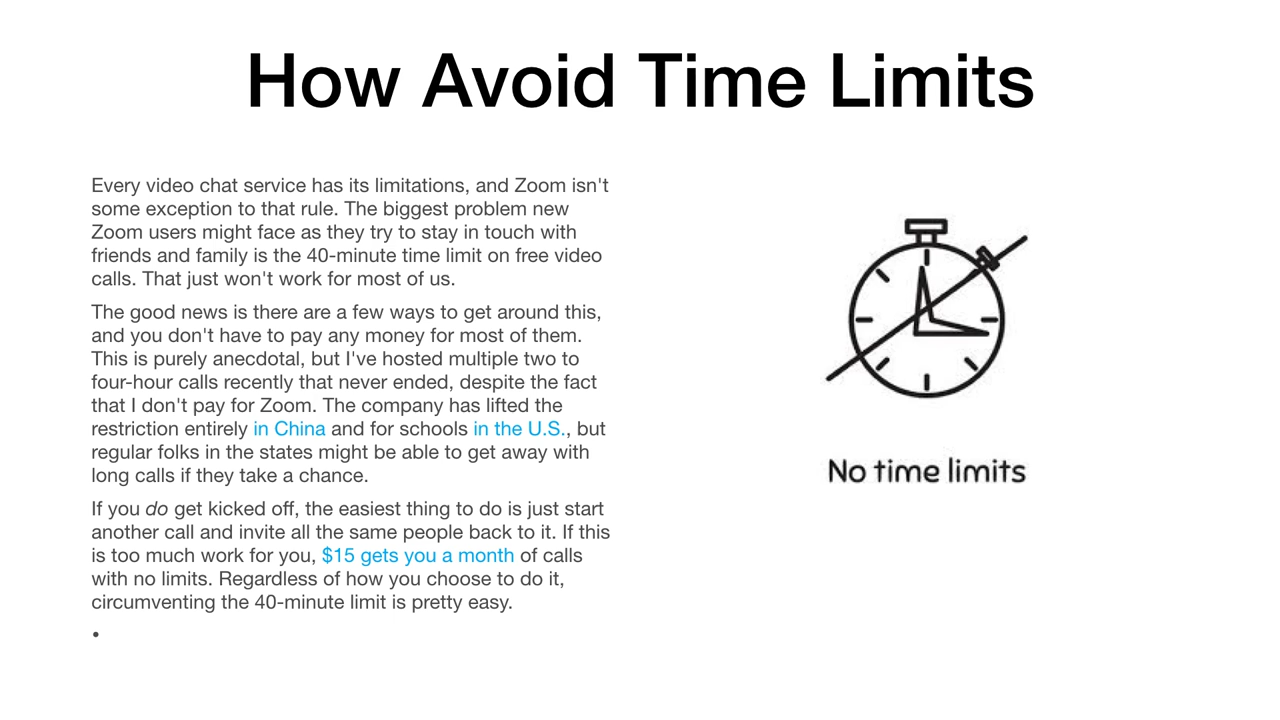 How Avoid Time Limits
Every video chat service has its limitations, and Zoom isn't
some exception to that rule. The biggest problem new
Zoom users might face as they try to stay in touch with
friends and family is the 40-minute time limit on free video
calls. That just won't work for most of us.
The good news is there are a few ways to get around this,
and you don't have to pay any money for most of them.
This is purely anecdotal, but I've hosted multiple two to
four-hour calls recently that never ended, despite the fact
that I don't pay for Zoom. The company has lifted the
restriction entirely in China and for schools in the U.S., but
regular folks in the states might be able to get away with
long calls if they take a chance.
If you do get kicked off, the easiest thing to do is just start
another call and invite all the same people back to it. If this
is too much work for you, $15 gets you a month of calls
with no limits. Regardless of how you choose to do it,
circumventing the 40-minute limit is pretty easy.
•
No time limits